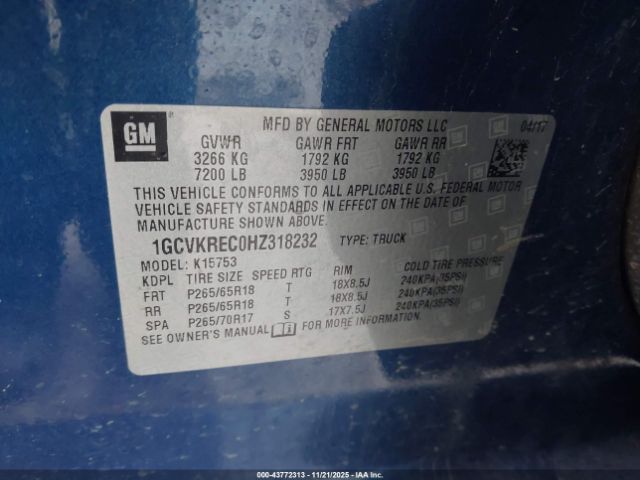 GM
®
MFD BY GENERAL MOTORS LLC 04/17
GVWR GAWR FRT GAWR RR
3266 KG 1792 KG 1792 KG
7200 LB 3950 LB 3950 LB
THIS VEHICLE CONFORMS TO ALL APPLICABLE U.S. FEDERAL MOTOR
VEHICLE SAFETY STANDARDS IN EFFECT ON THE DATE OF
MANUFACTURE SHOWN ABOVE.
1GCVKREC0HZ318232 TYPE: TRUCK
MODEL: K15753
KDPL TIRE SIZE SPEED RTG RIM COLD TIRE PRESSURE
FRT P265/65R18 T 18X8.5J 240KPA(35PSI)
RR P265/65R18 T 18X8.5J 240KPA(35PSI)
SPA P265/70R17 S 17X7.5J 240KPA(35PSI)
SEE OWNER'S MANUAL FOR MORE INFORMATION.
000-43772313 - 11/21/2025 - IAAI.COM